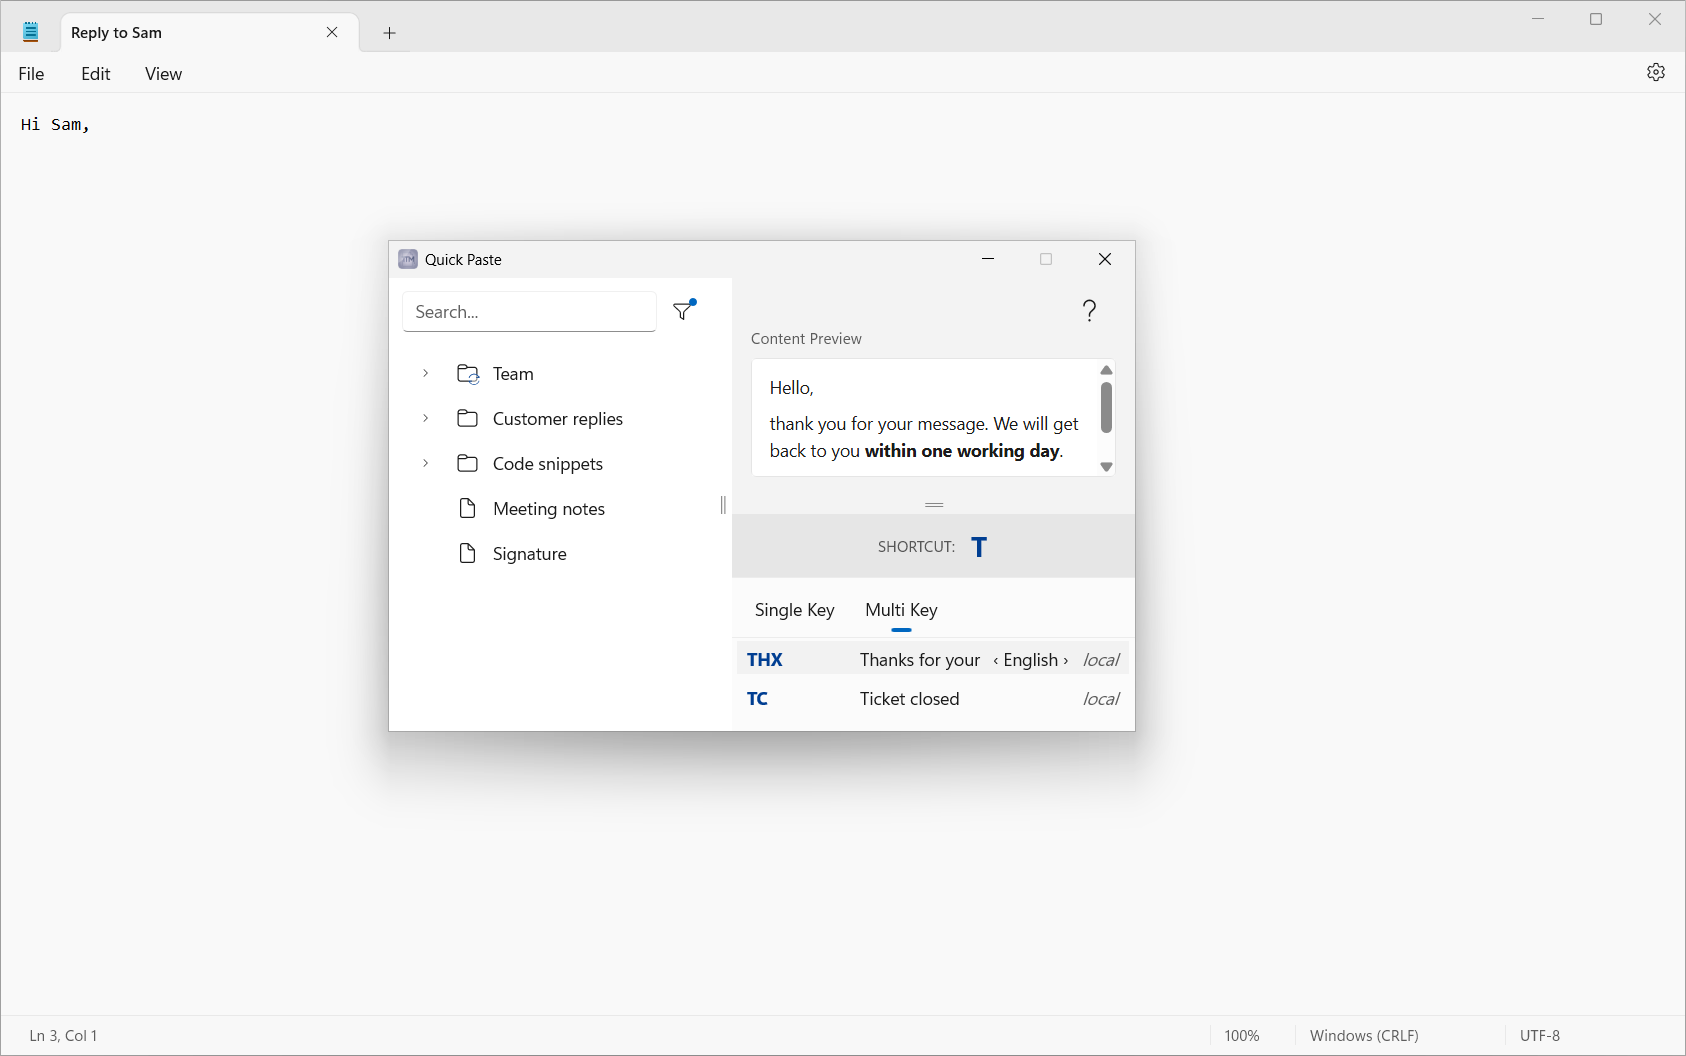 Reply to Sam
File Edit View
Hi Sam,
JTM Quick Paste
Search...
Team
Customer replies
Code snippets
Meeting notes
Signature
?
Content Preview
Hello,
thank you for your message. We will get
back to you within one working day.
SHORTCUT: T
Single Key Multi Key
THX Thanks for your ‹ English › local
TC Ticket closed local
Ln 3, Col 1 100% Windows (CRLF) UTF-8